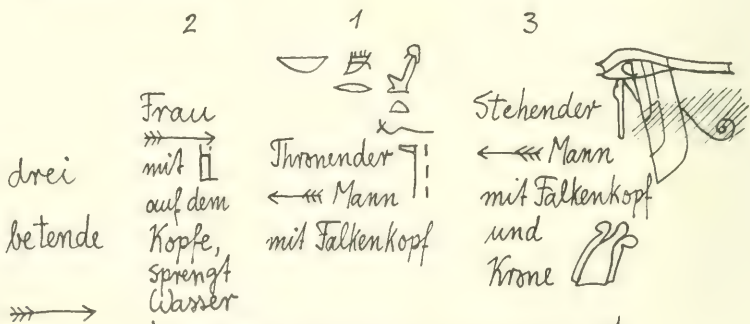 2 1 3
drei
betende
Frau
mit
auf dem
Kopfe,
sprengt
Wasser
Thronender
Mann
mit Falkenkopf
Stehender
Mann
mit Falkenkopf
und
Krone